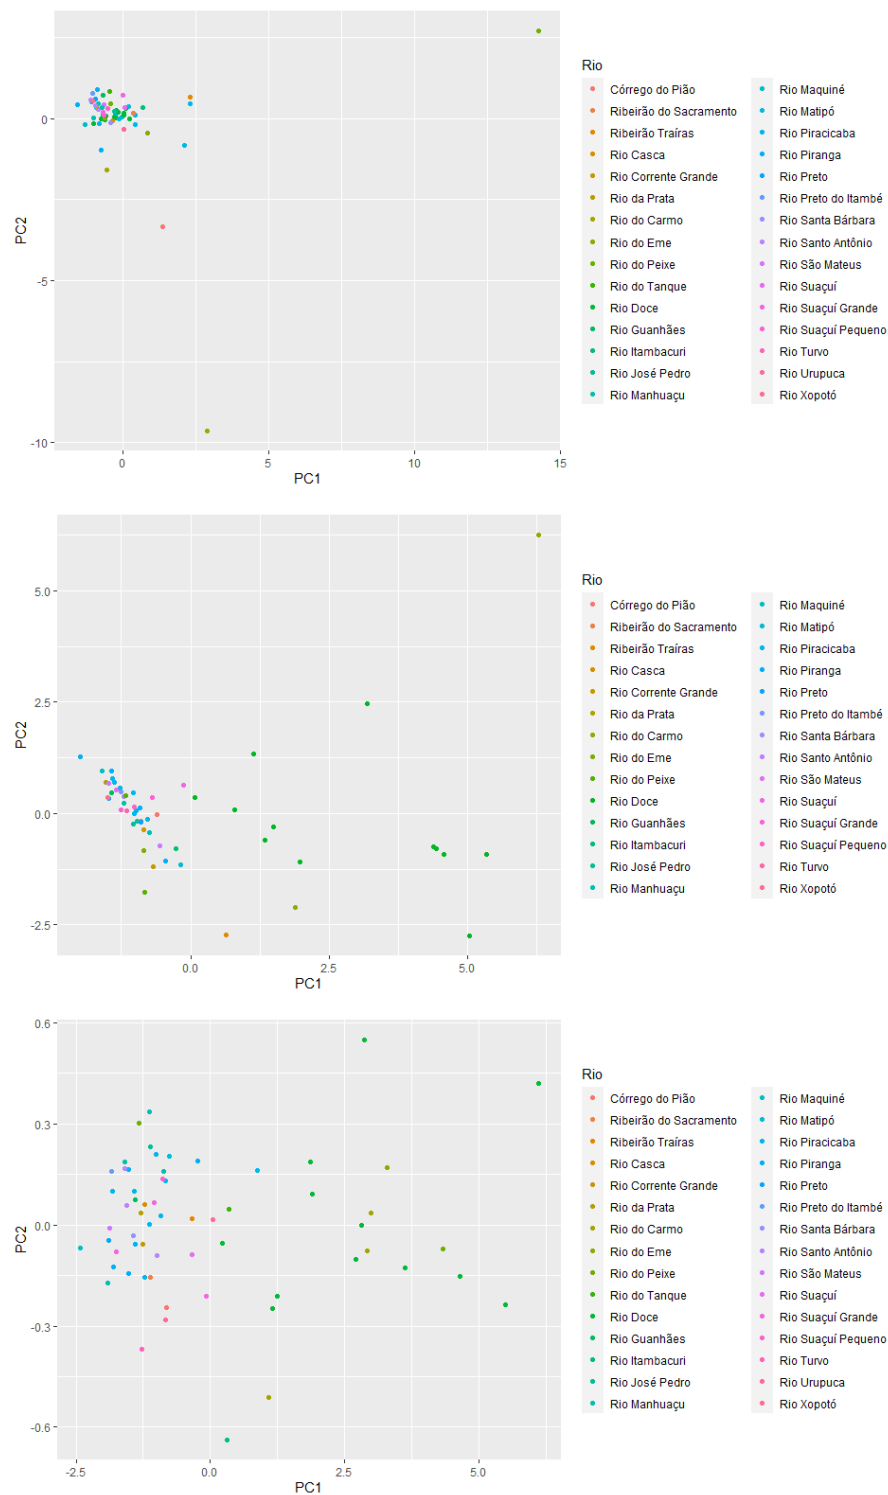 Rio
Córrego do Pião Rio Maquiné
Ribeirão do Sacramento Rio Matipó
Ribeirão Traíras Rio Piracicaba
Rio Casca Rio Piranga
Rio Corrente Grande Rio Preto
Rio da Prata Rio Preto do Itambé
Rio do Carmo Rio Santa Bárbara
Rio do Eme Rio Santo Antônio
Rio do Peixe Rio São Mateus
Rio do Tanque Rio Suaçuí
Rio Doce Rio Suaçuí Grande
Rio Guanhães Rio Suaçuí Pequeno
Rio Itambacuri Rio Turvo
Rio José Pedro Rio Urupuca
Rio Manhuaçu Rio Xopotó
PC2
0
-5
-10
0 5 10 15
PC1
Rio
Córrego do Pião Rio Maquiné
Ribeirão do Sacramento Rio Matipó
Ribeirão Traíras Rio Piracicaba
Rio Casca Rio Piranga
Rio Corrente Grande Rio Preto
Rio da Prata Rio Preto do Itambé
Rio do Carmo Rio Santa Bárbara
Rio do Eme Rio Santo Antônio
Rio do Peixe Rio São Mateus
Rio Doce Rio Suaçuí
Rio Guanhães Rio Suaçuí Grande
Rio Itambacuri Rio Suaçuí Pequeno
Rio José Pedro Rio Turvo
Rio Manhuaçu Rio Xopotó
PC2
5.0
2.5
0.0
-2.5
0.0 2.5 5.0
PC1
Rio
Córrego do Pião Rio Maquiné
Ribeirão do Sacramento Rio Matipó
Ribeirão Traíras Rio Piracicaba
Rio Casca Rio Piranga
Rio Corrente Grande Rio Preto
Rio da Prata Rio Preto do Itambé
Rio do Carmo Rio Santa Bárbara
Rio do Eme Rio Santo Antônio
Rio do Peixe Rio São Mateus
Rio do Tanque Rio Suaçuí
Rio Doce Rio Suaçuí Grande
Rio Guanhães Rio Suaçuí Pequeno
Rio Itambacuri Rio Turvo
Rio José Pedro Rio Urupuca
Rio Manhuaçu Rio Xopotó
PC2
0.6
0.3
0.0
-0.3
-0.6
-2.5 0.0 2.5 5.0
PC1